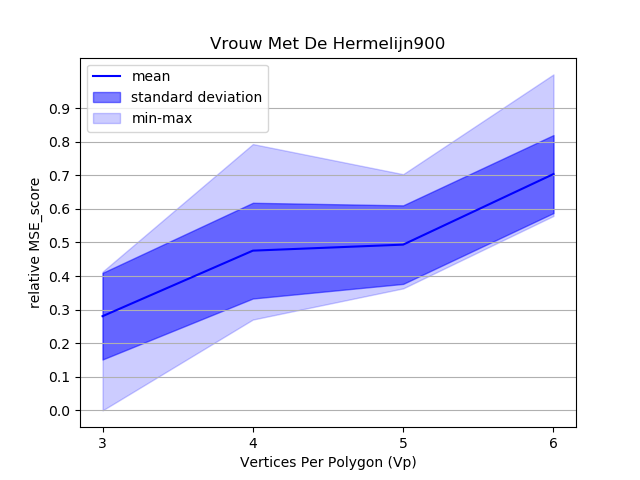 Vrouw Met De Hermelijn900
mean
standard deviation
min-max
relative MSE_score
0.9
0.8
0.7
0.6
0.5
0.4
0.3
0.2
0.1
0.0
3 4 5 6
Vertices Per Polygon (Vp)